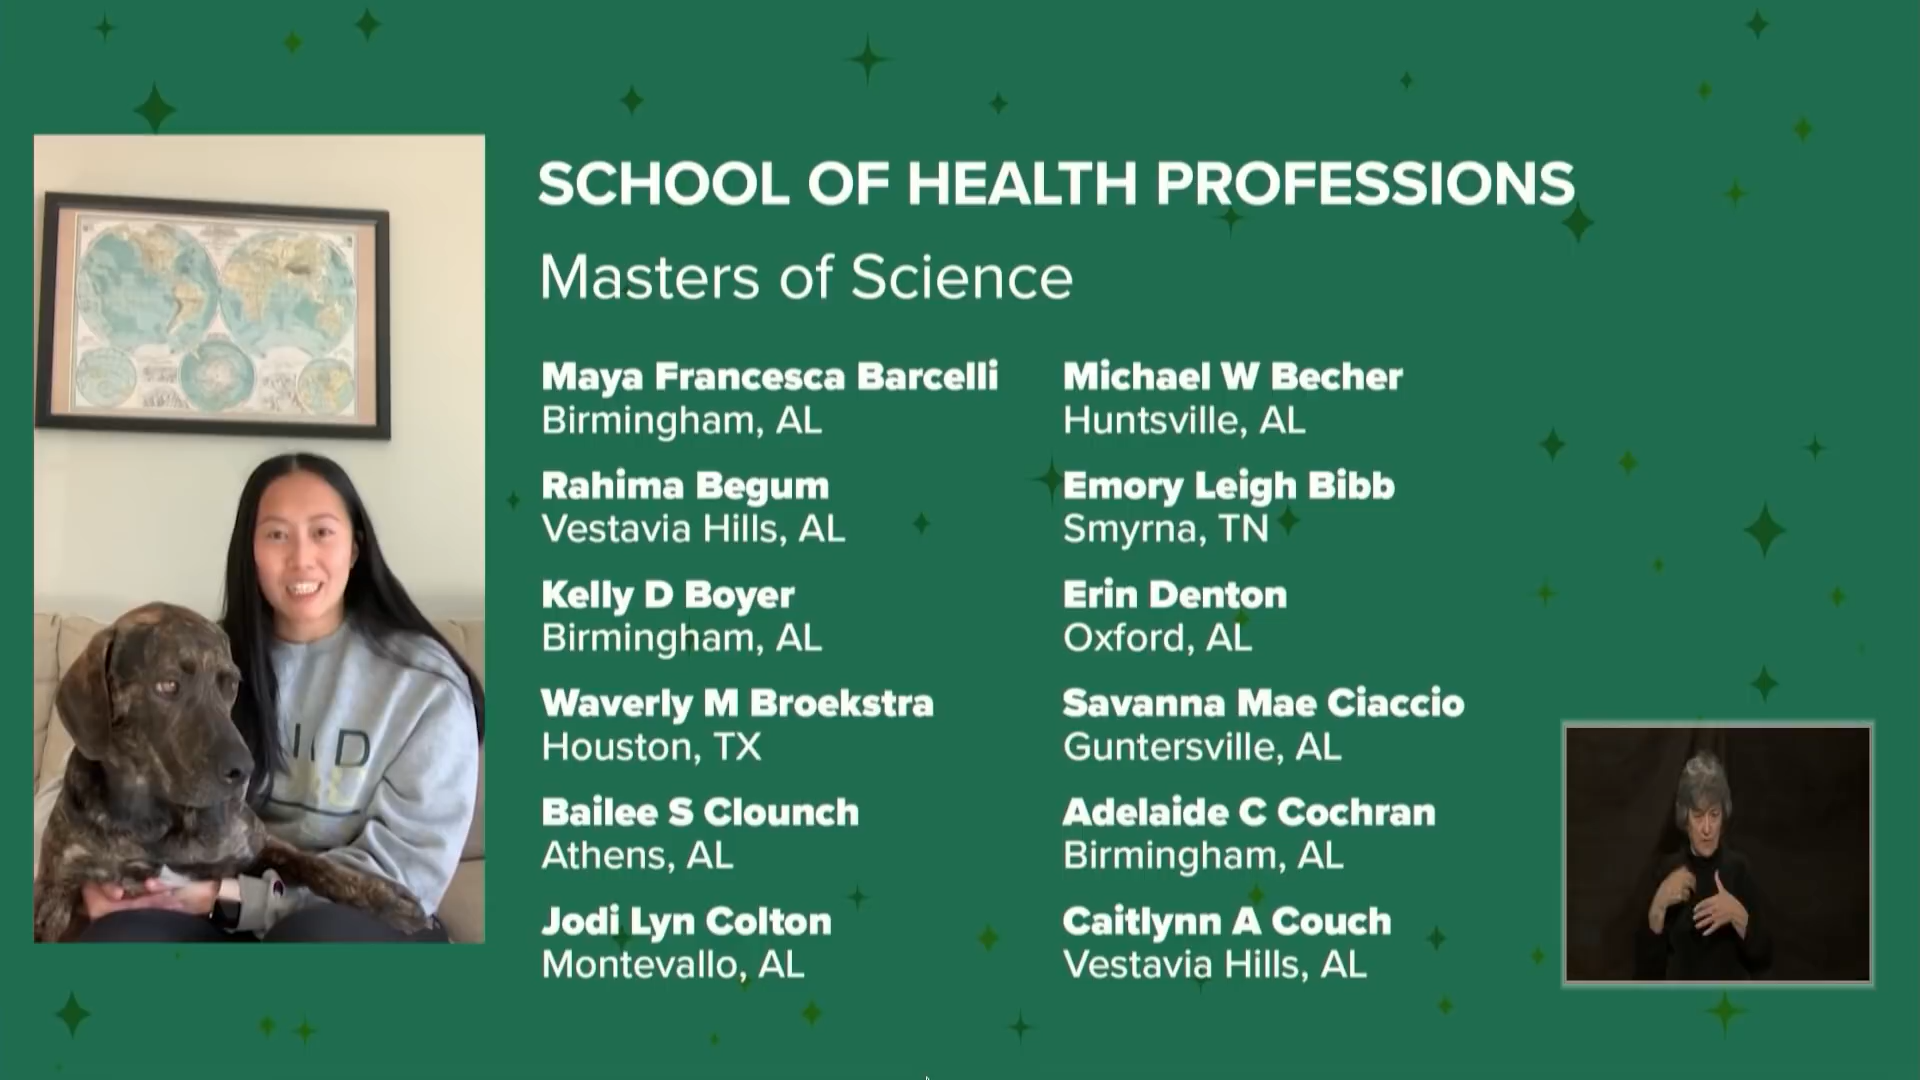 SCHOOL OF HEALTH PROFESSIONS
Masters of Science
Maya Francesca Barcelli
Birmingham, AL
Rahima Begum
Vestavia Hills, AL
Kelly D Boyer
Birmingham, AL
Waverly M Broekstra
Houston, TX
Bailee S Clounch
Athens, AL
Jodi Lyn Colton
Montevallo, AL
Michael W Becher
Huntsville, AL
Emory Leigh Bibb
Smyrna, TN
Erin Denton
Oxford, AL
Savanna Mae Ciaccio
Guntersville, AL
Adelaide C Cochran
Birmingham, AL
Caitlynn A Couch
Vestavia Hills, AL